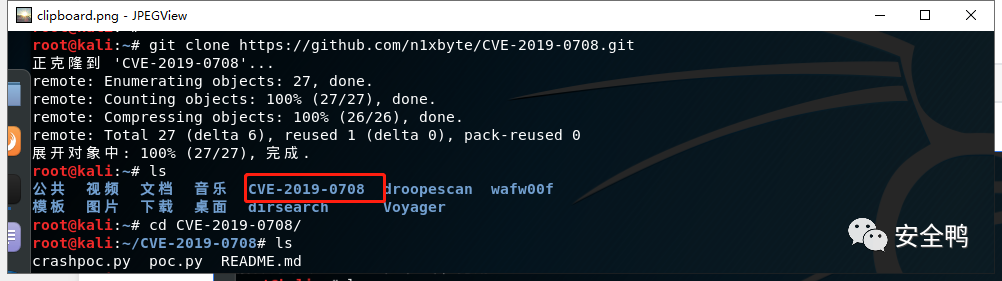 clipboard.png - JPEGView
root@kali:~# git clone https://github.com/n1xbyte/CVE-2019-0708.git
正克隆到 'CVE-2019-0708'...
remote: Enumerating objects: 27, done.
remote: Counting objects: 100% (27/27), done.
remote: Compressing objects: 100% (26/26), done.
remote: Total 27 (delta 6), reused 1 (delta 0), pack-reused 0
展开对象中: 100% (27/27), 完成.
root@kali:~# ls
公共 视频 文档 音乐 CVE-2019-0708 droopescan wafw00f
模板 图片 下载 桌面 dirsearch Voyager
root@kali:~# cd CVE-2019-0708/
root@kali:~/CVE-2019-0708# ls
crashpoc.py poc.py README.md
安全鸭